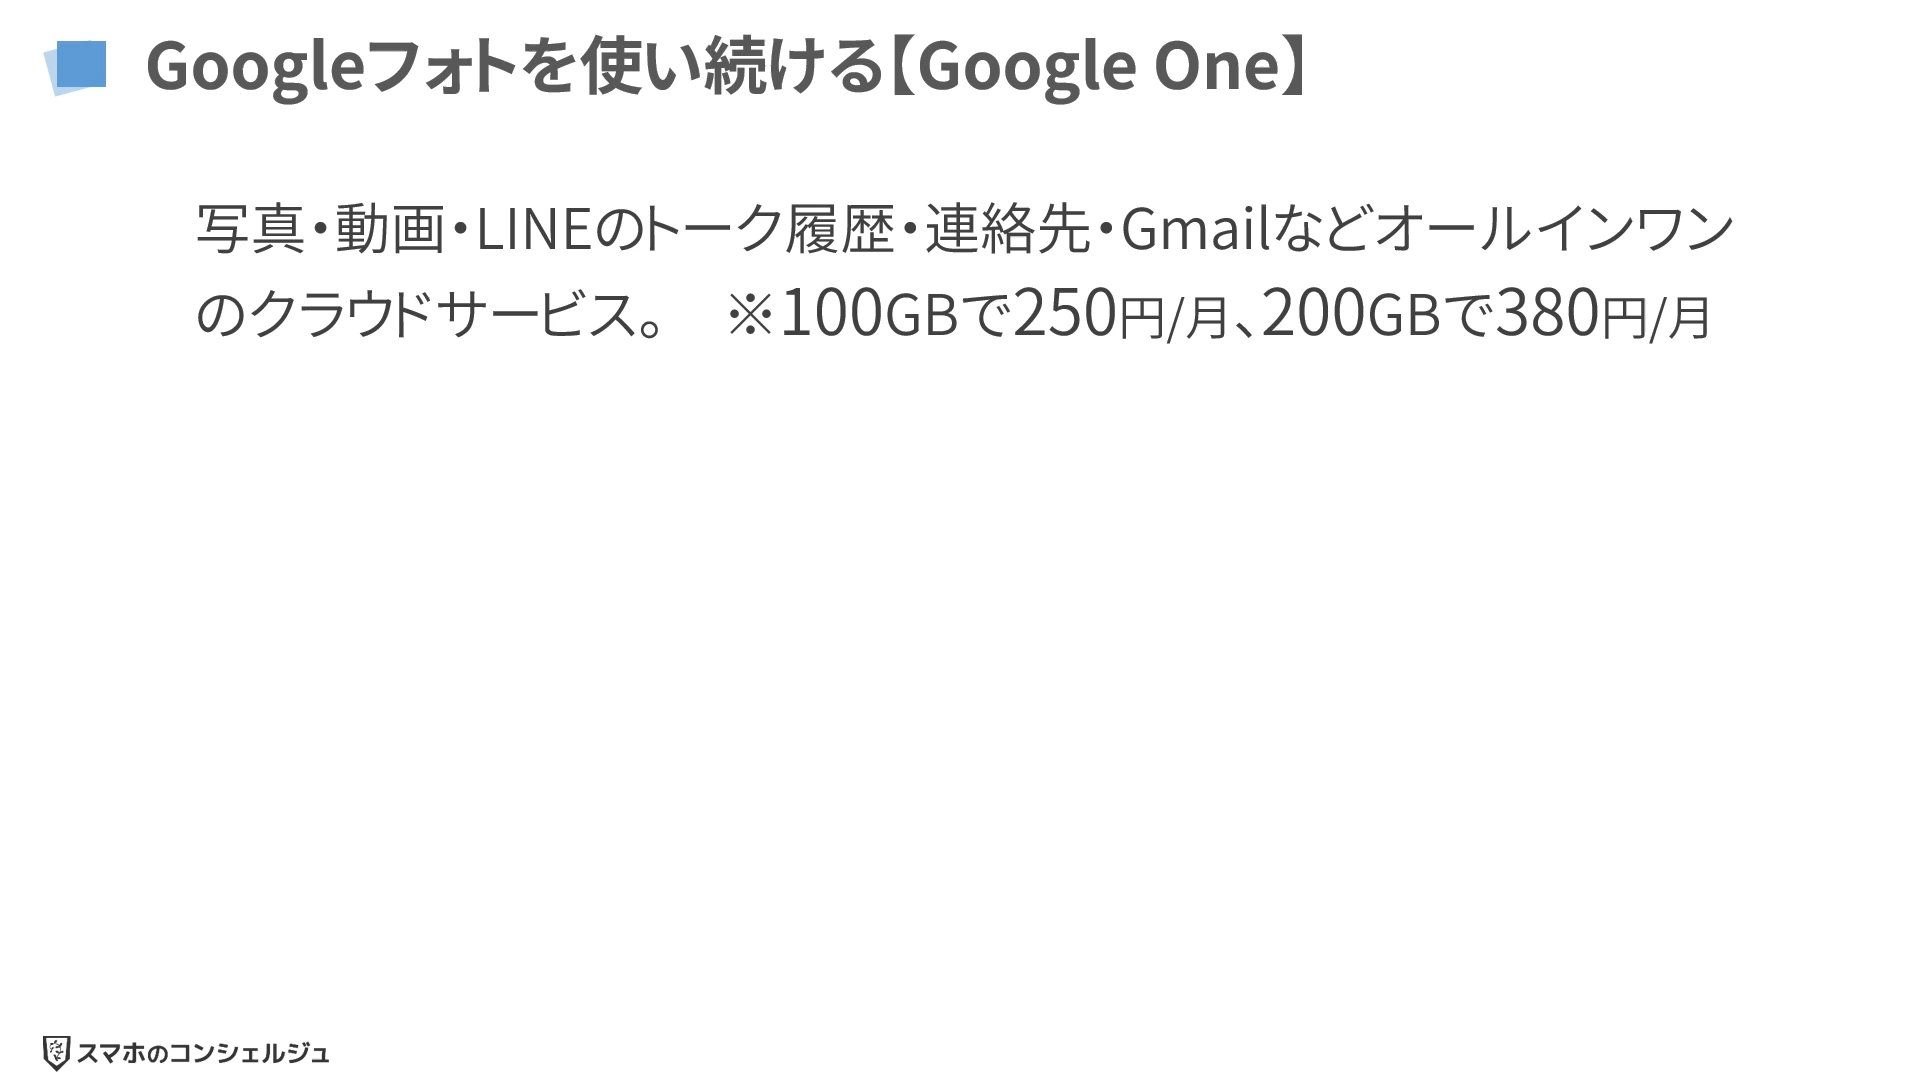 Googleフォトを使い続ける【Google One】
写真・動画・LINEのトーク履歴・連絡先・Gmailなどオールインワン
のクラウドサービス。　※100GBで250円/月、200GBで380円/月
スマホのコンシェルジュ